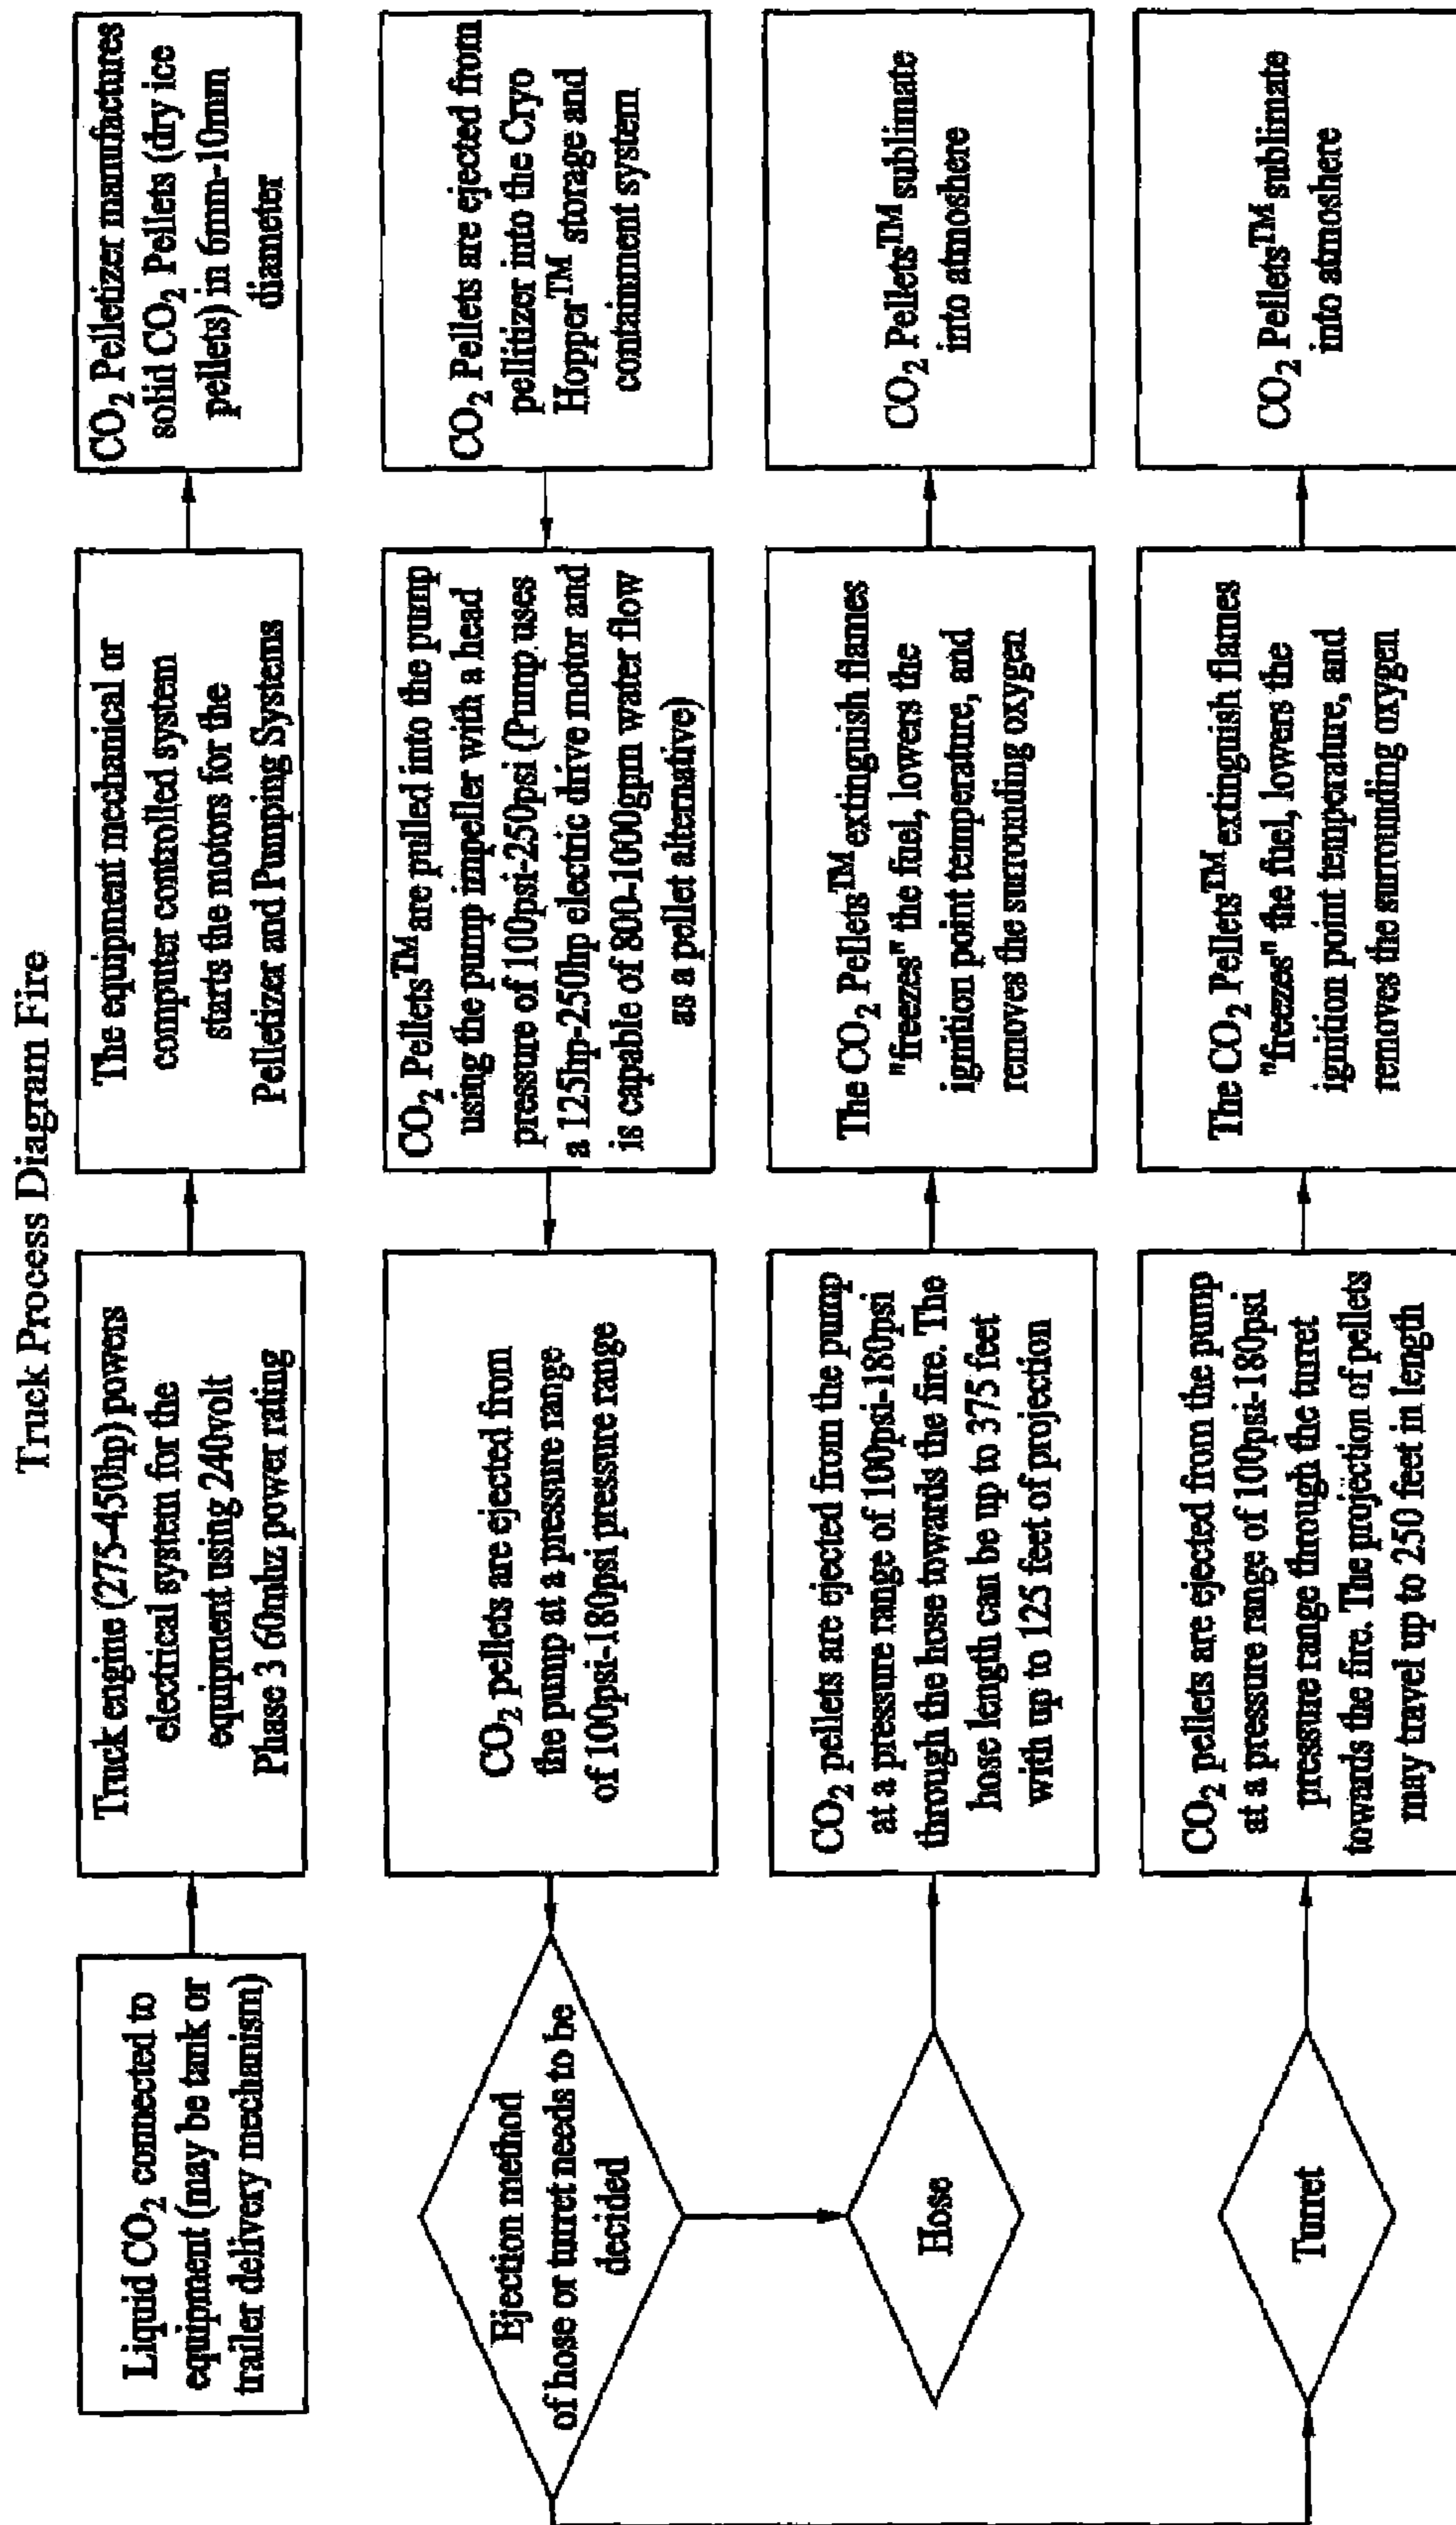 Truck Process Diagram Fire
Liquid CO₂ connected to
equipment (may be tank or
trailer delivery mechanism)
Truck engine (275-450hp) powers
electrical system for the
equipment using 240volt
Phase 3 60mhz power rating
The equipment mechanical or
computer controlled system
starts the motors for the
Pelletizer and Pumping Systems
CO₂ Pelletizer manufactures
solid CO₂ Pellets (dry ice
pellets) in 6mm-10mm
diameter
CO₂ Pellets are ejected from
pellitizer into the Cryo
Hopper™ storage and
containment system
CO₂ Pellets™ are pulled into the pump
using the pump impeller with a head
pressure of 100psi-250psi (Pump uses
a 125hp-250hp electric drive motor and
is capable of 800-1000gpm water flow
as a pellet alternative)
CO₂ pellets are ejected from
the pump at a pressure range
of 100psi-180psi pressure range
Ejection method
of hose or turret needs to be
decided
Hose
CO₂ pellets are ejected from the pump
at a pressure range of 100psi-180psi
through the hose towards the fire. The
hose length can be up to 375 feet
with up to 125 feet of projection
The CO₂ Pellets™ extinguish flames
"freezes" the fuel, lowers the
ignition point temperature, and
removes the surrounding oxygen
CO₂ Pellets™ sublimate
into atmoshere
Turret
CO₂ pellets are ejected from the pump
at a pressure range of 100psi-180psi
pressure range through the turet
towards the fire. The projection of pellets
may travel up to 250 feet in length
The CO₂ Pellets™ extinguish flames
"freezes" the fuel, lowers the
ignition point temperature, and
removes the surrounding oxygen
CO₂ Pellets™ sublimate
into atmoshere